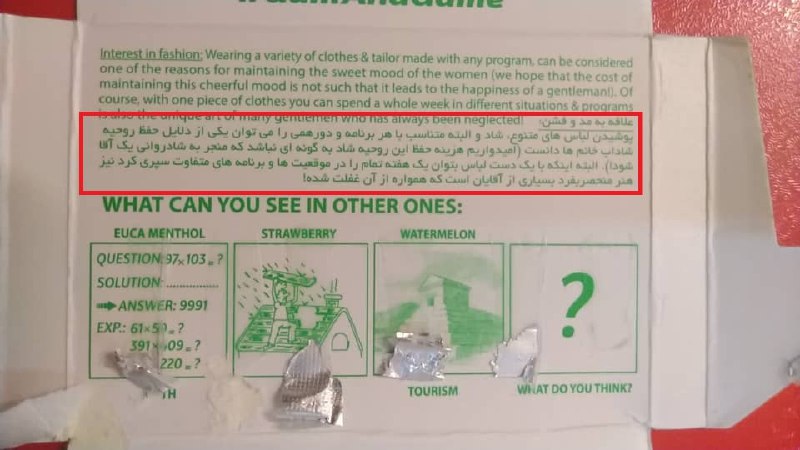 Interest in fashion: Wearing a variety of clothes & tailor made with any program, can be considered
one of the reasons for maintaining the sweet mood of the women (we hope that the cost of
maintaining this cheerful mood is not such that it leads to the happiness of a gentleman!). Of
course, with one piece of clothes you can spend a whole week in different situations & programs
is also the unique art of many gentlemen who has always been neglected!
علاقه به مد و فشن:
پوشیدن لباس های متنوع، شاد و البته متناسب با هر برنامه و دورهمی را می توان یکی از دلایل حفظ روحیه
شاداب خانم ها دانست (امیدواریم هزینه حفظ این روحیه شاد به گونه ای نباشد که منجر به شادروانی یک آقا
شود!). البته اینکه با یک دست لباس بتوان یک هفته تمام را در موقعیت ها و برنامه های متفاوت سپری کرد نیز
هنر منحصربفرد بسیاری از آقایان است که همواره از آن غفلت شده!
WHAT CAN YOU SEE IN OTHER ONES:
EUCA MENTHOL STRAWBERRY WATERMELON
QUESTION: 97×103 = ?
SOLUTION: ................
ANSWER: 9991
EXP.: 61×5 = ?
391× 09 = ?
220 = ?
?
TOURISM WHAT DO YOU THINK?